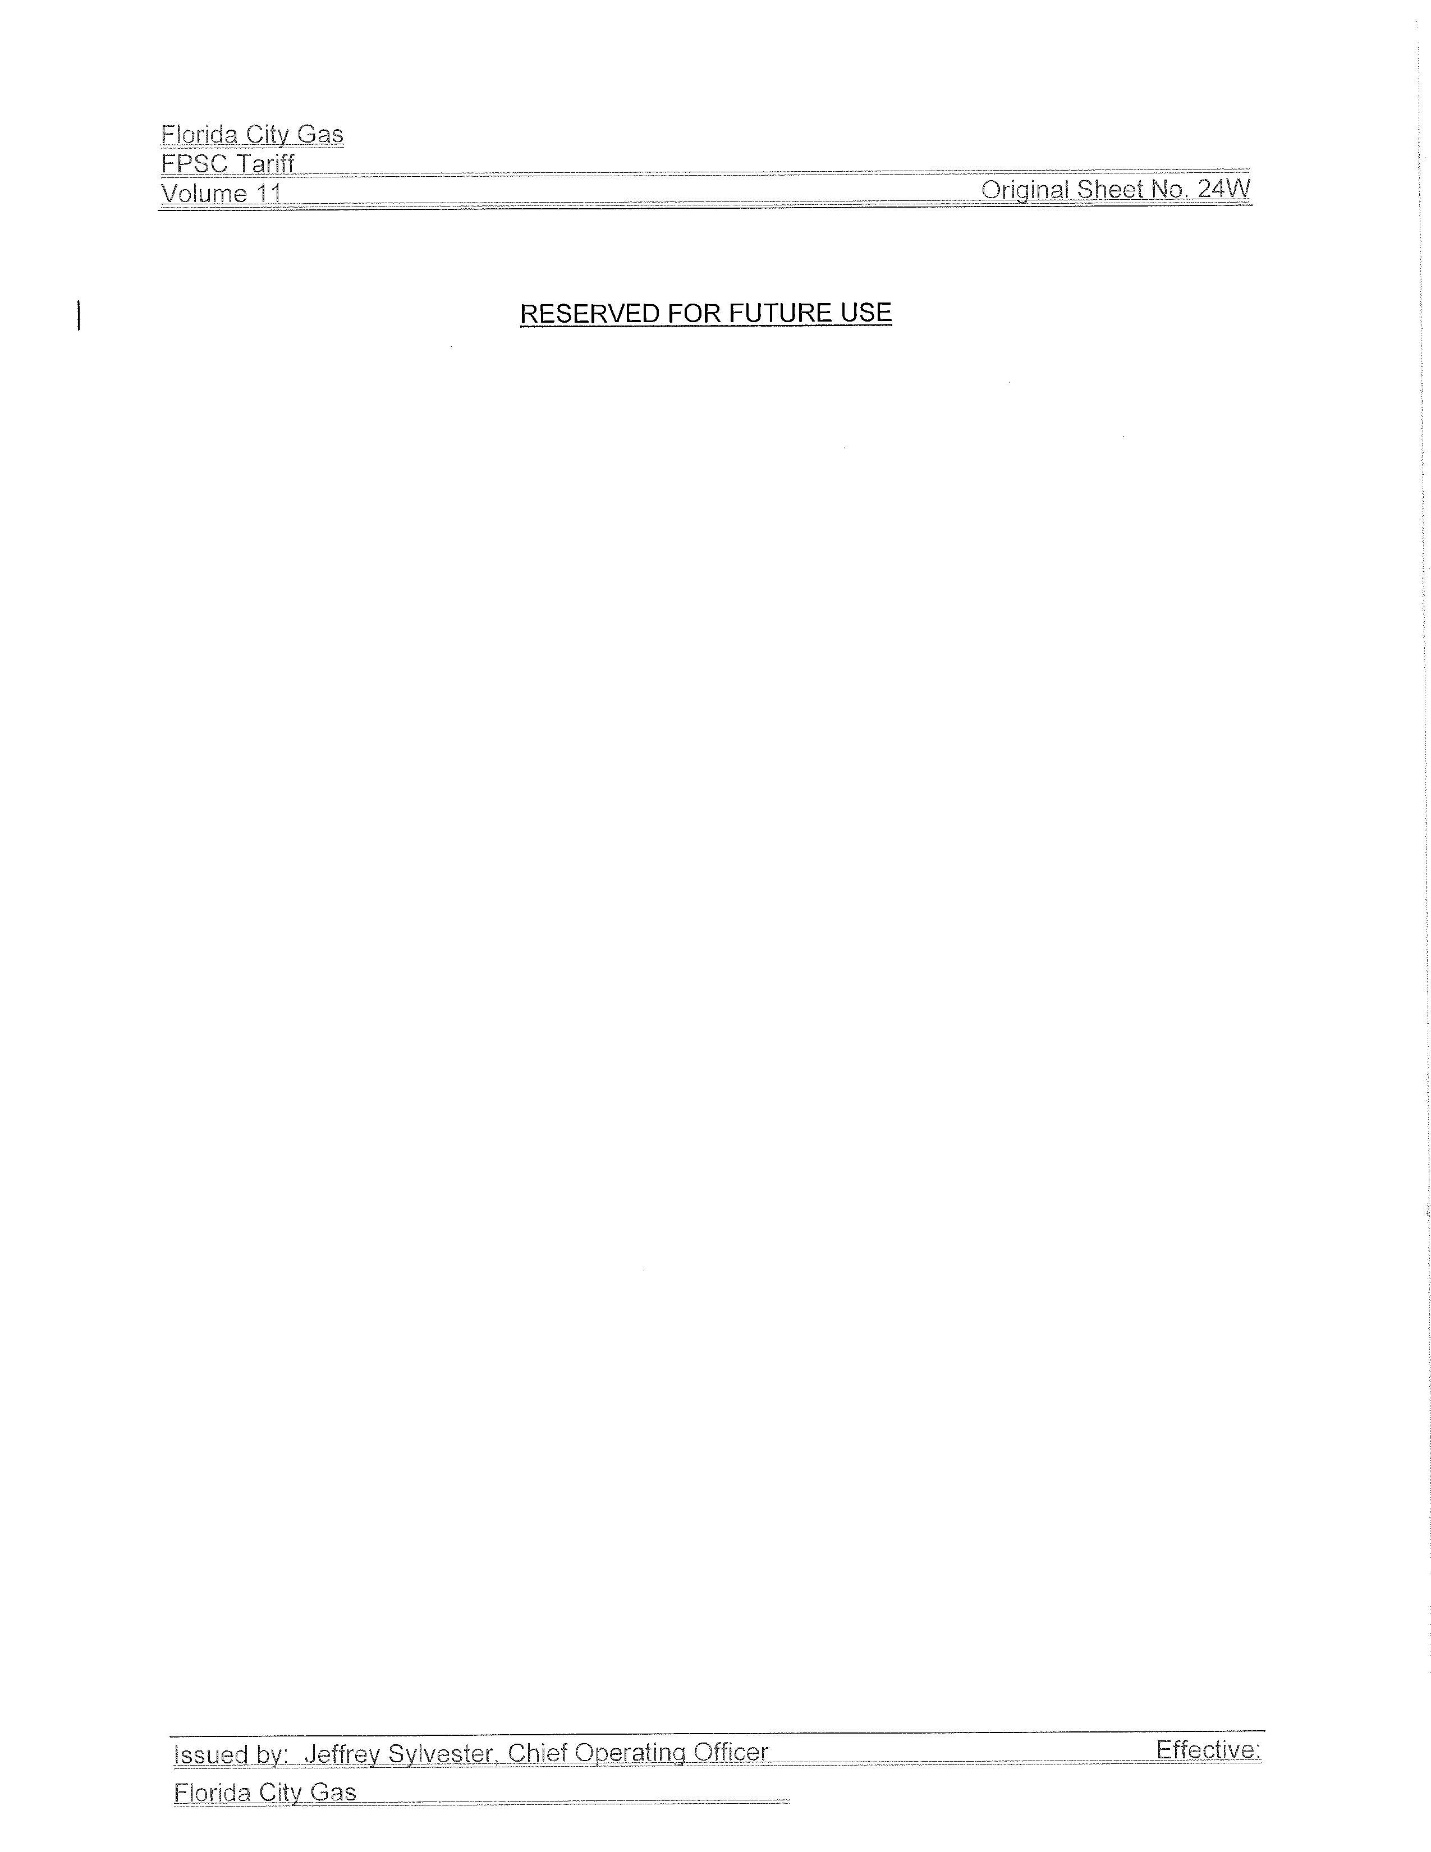 Florida City Gas
FPSC Tariff
Volume 11 Original Sheet No. 24W
RESERVED FOR FUTURE USE
Issued by: Jeffrey Sylvester, Chief Operating Officer Effective:
Florida City Gas